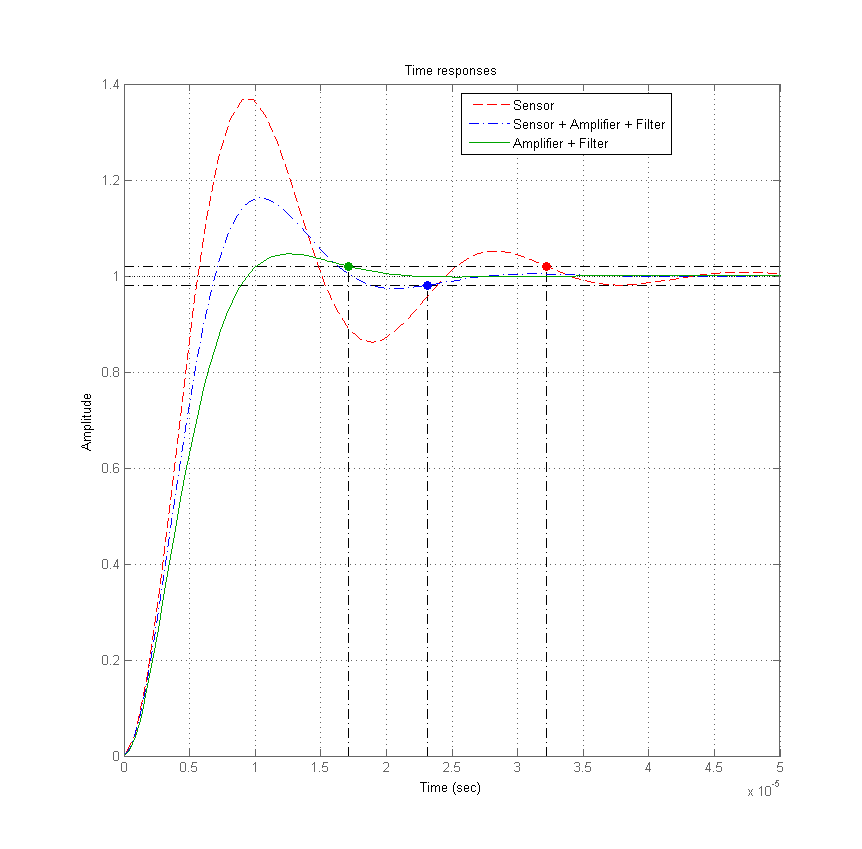 Time responses
Sensor
Sensor + Amplifier + Filter
Amplifier + Filter
Amplitude
1.4
1.2
1
0.8
0.6
0.4
0.2
0
0 0.5 1 1.5 2 2.5 3 3.5 4 4.5 5
x 10⁻⁵
Time (sec)